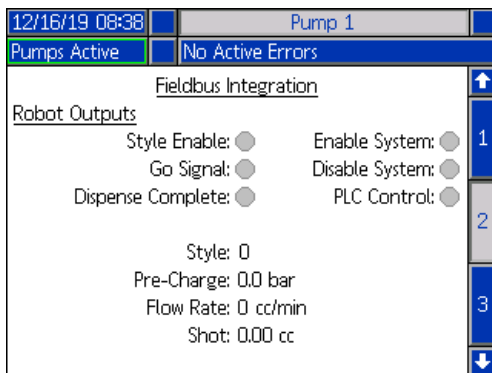 12/16/19 08:38 Pump 1
Pumps Active No Active Errors
Fieldbus Integration
Robot Outputs
Style Enable: Enable System: 1
Go Signal: Disable System:
Dispense Complete: PLC Control:
2
Style: 0
Pre-Charge: 0.0 bar
Flow Rate: 0 cc/min 3
Shot: 0.00 cc